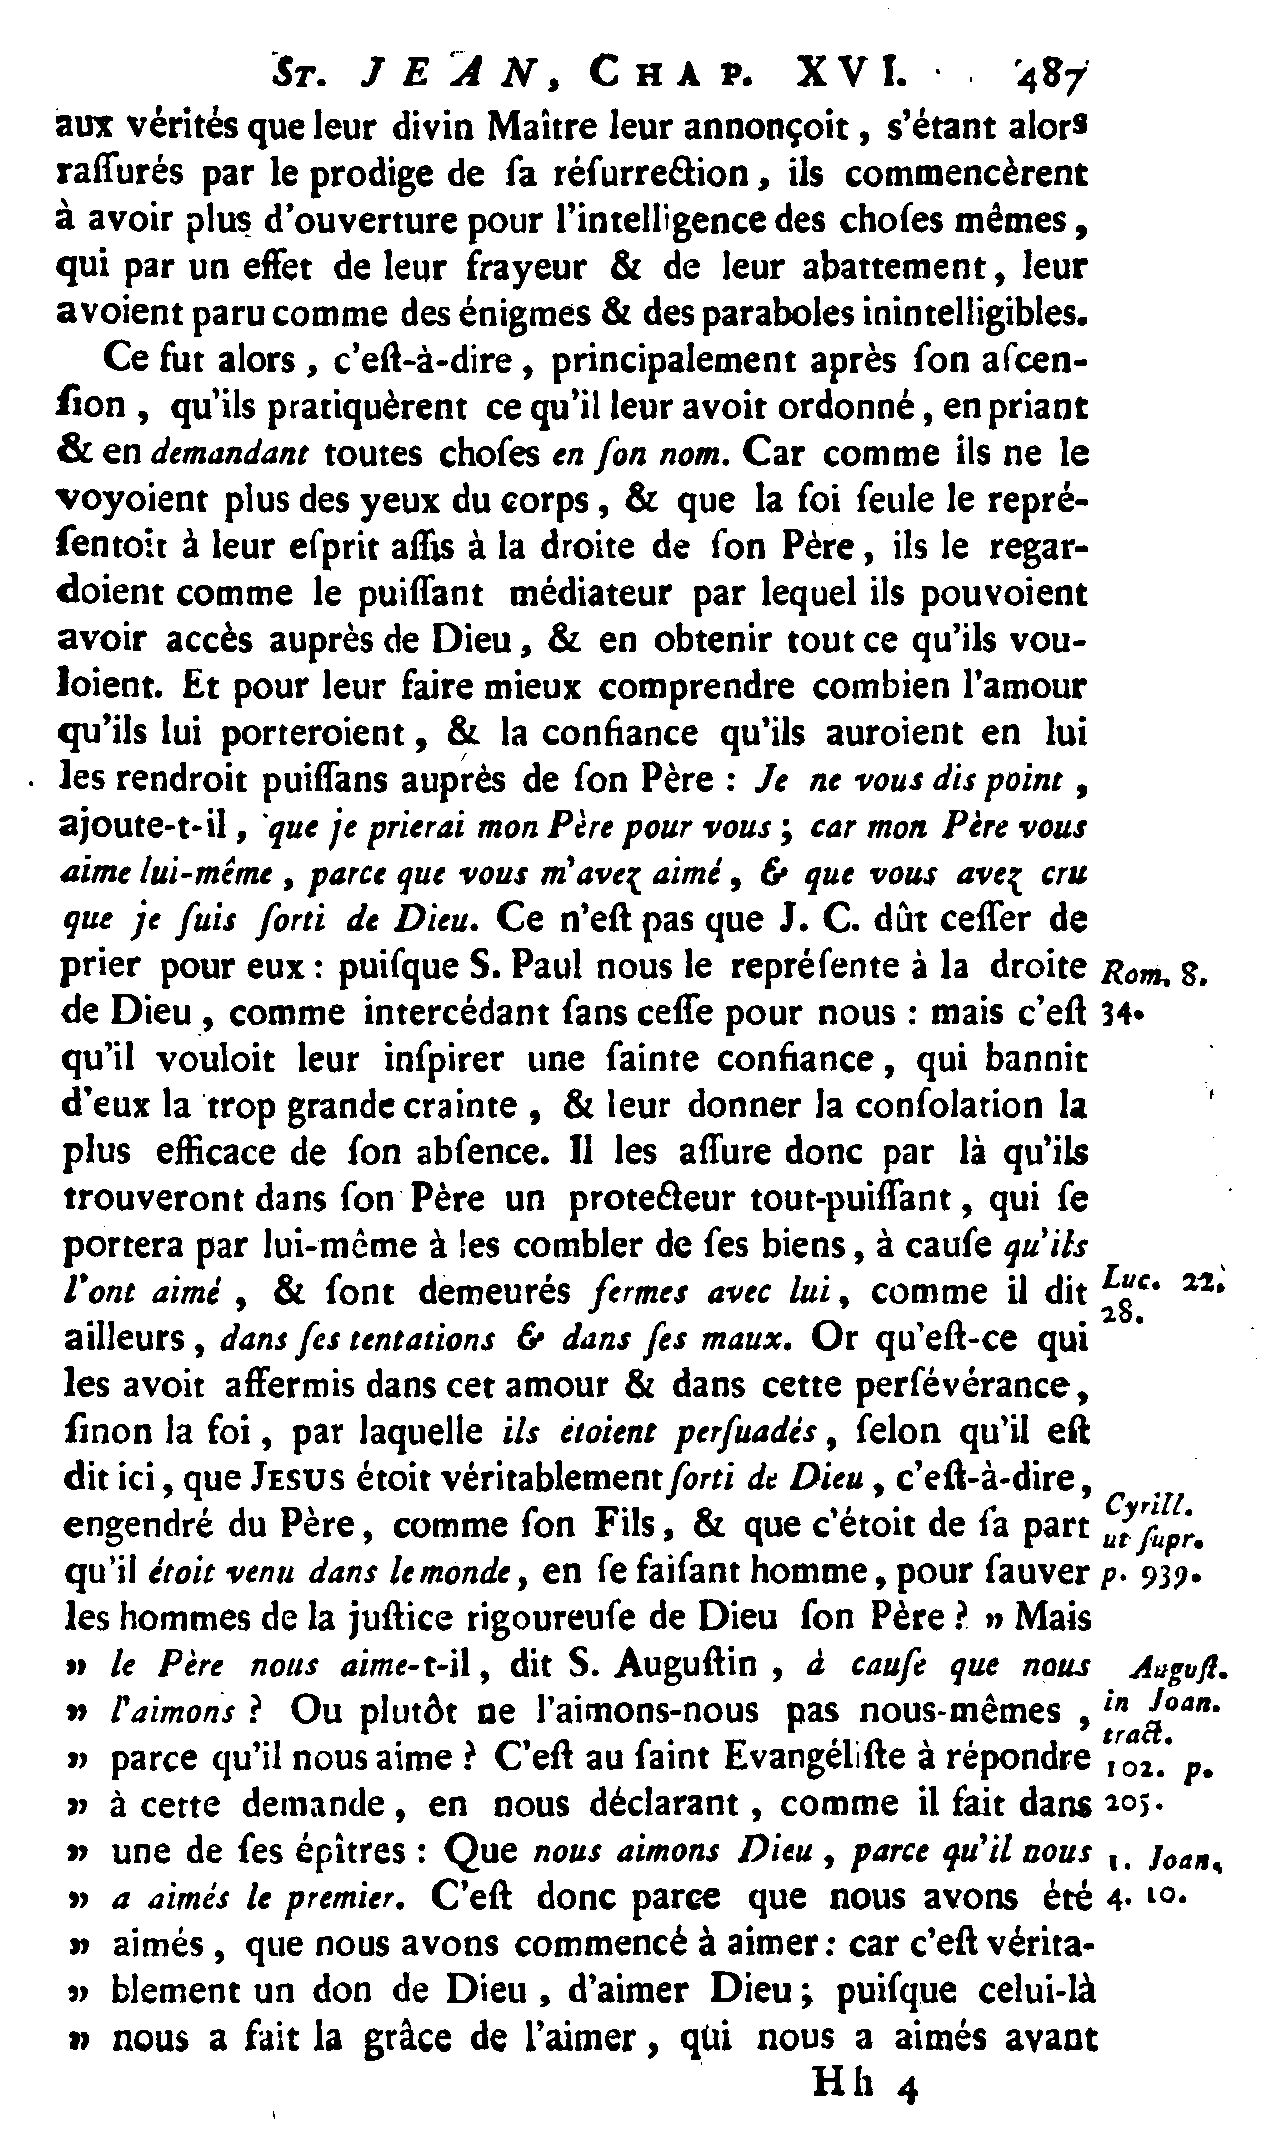 ST. JEAN, CHAP. XVI. 487
aux vérités que leur divin Maître leur annonçoit, s'étant alors
raſſurés par le prodige de ſa réſurrection, ils commencèrent
à avoir plus d'ouverture pour l'intelligence des choſes mêmes,
qui par un effet de leur frayeur & de leur abattement, leur
avoient paru comme des énigmes & des paraboles inintelligibles.
Ce fut alors, c'eſt-à-dire, principalement après ſon aſcen-
ſion, qu'ils pratiquèrent ce qu'il leur avoit ordonné, en priant
& en demandant toutes choſes en ſon nom. Car comme ils ne le
voyoient plus des yeux du corps, & que la foi ſeule le repré-
ſentoit à leur eſprit aſſis à la droite de ſon Père, ils le regar-
doient comme le puiſſant médiateur par lequel ils pouvoient
avoir accès auprès de Dieu, & en obtenir tout ce qu'ils vou-
loient. Et pour leur faire mieux comprendre combien l'amour
qu'ils lui porteroient, & la confiance qu'ils auroient en lui
les rendroit puiſſans auprès de ſon Père : Je ne vous dis point,
ajoute-t-il, que je prierai mon Père pour vous ; car mon Père vous
aime lui-même, parce que vous m'avez aimé, & que vous avez cru
que je ſuis ſorti de Dieu. Ce n'eſt pas que J. C. dût ceſſer de
prier pour eux : puiſque S. Paul nous le repréſente à la droite Rom. 8.
de Dieu, comme intercédant ſans ceſſe pour nous : mais c'eſt 34.
qu'il vouloit leur inſpirer une ſainte confiance, qui bannit
d'eux la trop grande crainte, & leur donner la conſolation la
plus efficace de ſon abſence. Il les aſſure donc par là qu'ils
trouveront dans ſon Père un protecteur tout-puiſſant, qui ſe
portera par lui-même à les combler de ſes biens, à cauſe qu'ils
l'ont aimé, & ſont demeurés fermes avec lui, comme il dit Luc. 22.
28.
ailleurs, dans ſes tentations & dans ſes maux. Or qu'eſt-ce qui
les avoit affermis dans cet amour & dans cette perſévérance,
ſinon la foi, par laquelle ils étoient perſuadés, ſelon qu'il eſt
dit ici, que JESUS étoit véritablement ſorti de Dieu, c'eſt-à-dire,
Cyrill.
engendré du Père, comme ſon Fils, & que c'étoit de ſa part ut ſupr.
qu'il étoit venu dans le monde, en ſe faiſant homme, pour ſauver p. 939.
les hommes de la juſtice rigoureuſe de Dieu ſon Père ? » Mais
» le Père nous aime-t-il, dit S. Auguſtin, à cauſe que nous Auguſt.
» l'aimons ? Ou plutôt ne l'aimons-nous pas nous-mêmes, in Joan.
tract.
» parce qu'il nous aime ? C'eſt au ſaint Evangéliſte à répondre 102. p.
» à cette demande, en nous déclarant, comme il fait dans 205.
» une de ſes épîtres : Que nous aimons Dieu, parce qu'il nous 1. Joan.
» a aimés le premier. C'eſt donc parce que nous avons été 4. 10.
» aimés, que nous avons commencé à aimer : car c'eſt vérita-
» blement un don de Dieu, d'aimer Dieu ; puiſque celui-là
» nous a fait la grâce de l'aimer, qui nous a aimés avant
Hh 4